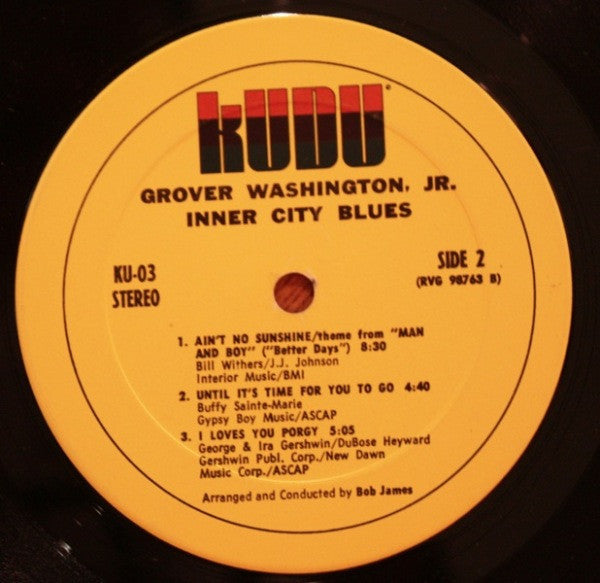 KUDU
GROVER WASHINGTON, JR.
INNER CITY BLUES
KU-03
STEREO
SIDE 2
(RVG 98763 B)
1. AIN'T NO SUNSHINE/theme from "MAN
AND BOY" ("Better Days") 8:30
Bill Withers/J.J. Johnson
Interior Music/BMI
2. UNTIL IT'S TIME FOR YOU TO GO 4:40
Buffy Sainte-Marie
Gypsy Boy Music/ASCAP
3. I LOVES YOU PORGY 5:05
George & Ira Gershwin/DuBose Heyward
Gershwin Publ. Corp./New Dawn
Music Corp./ASCAP
Arranged and Conducted by Bob James